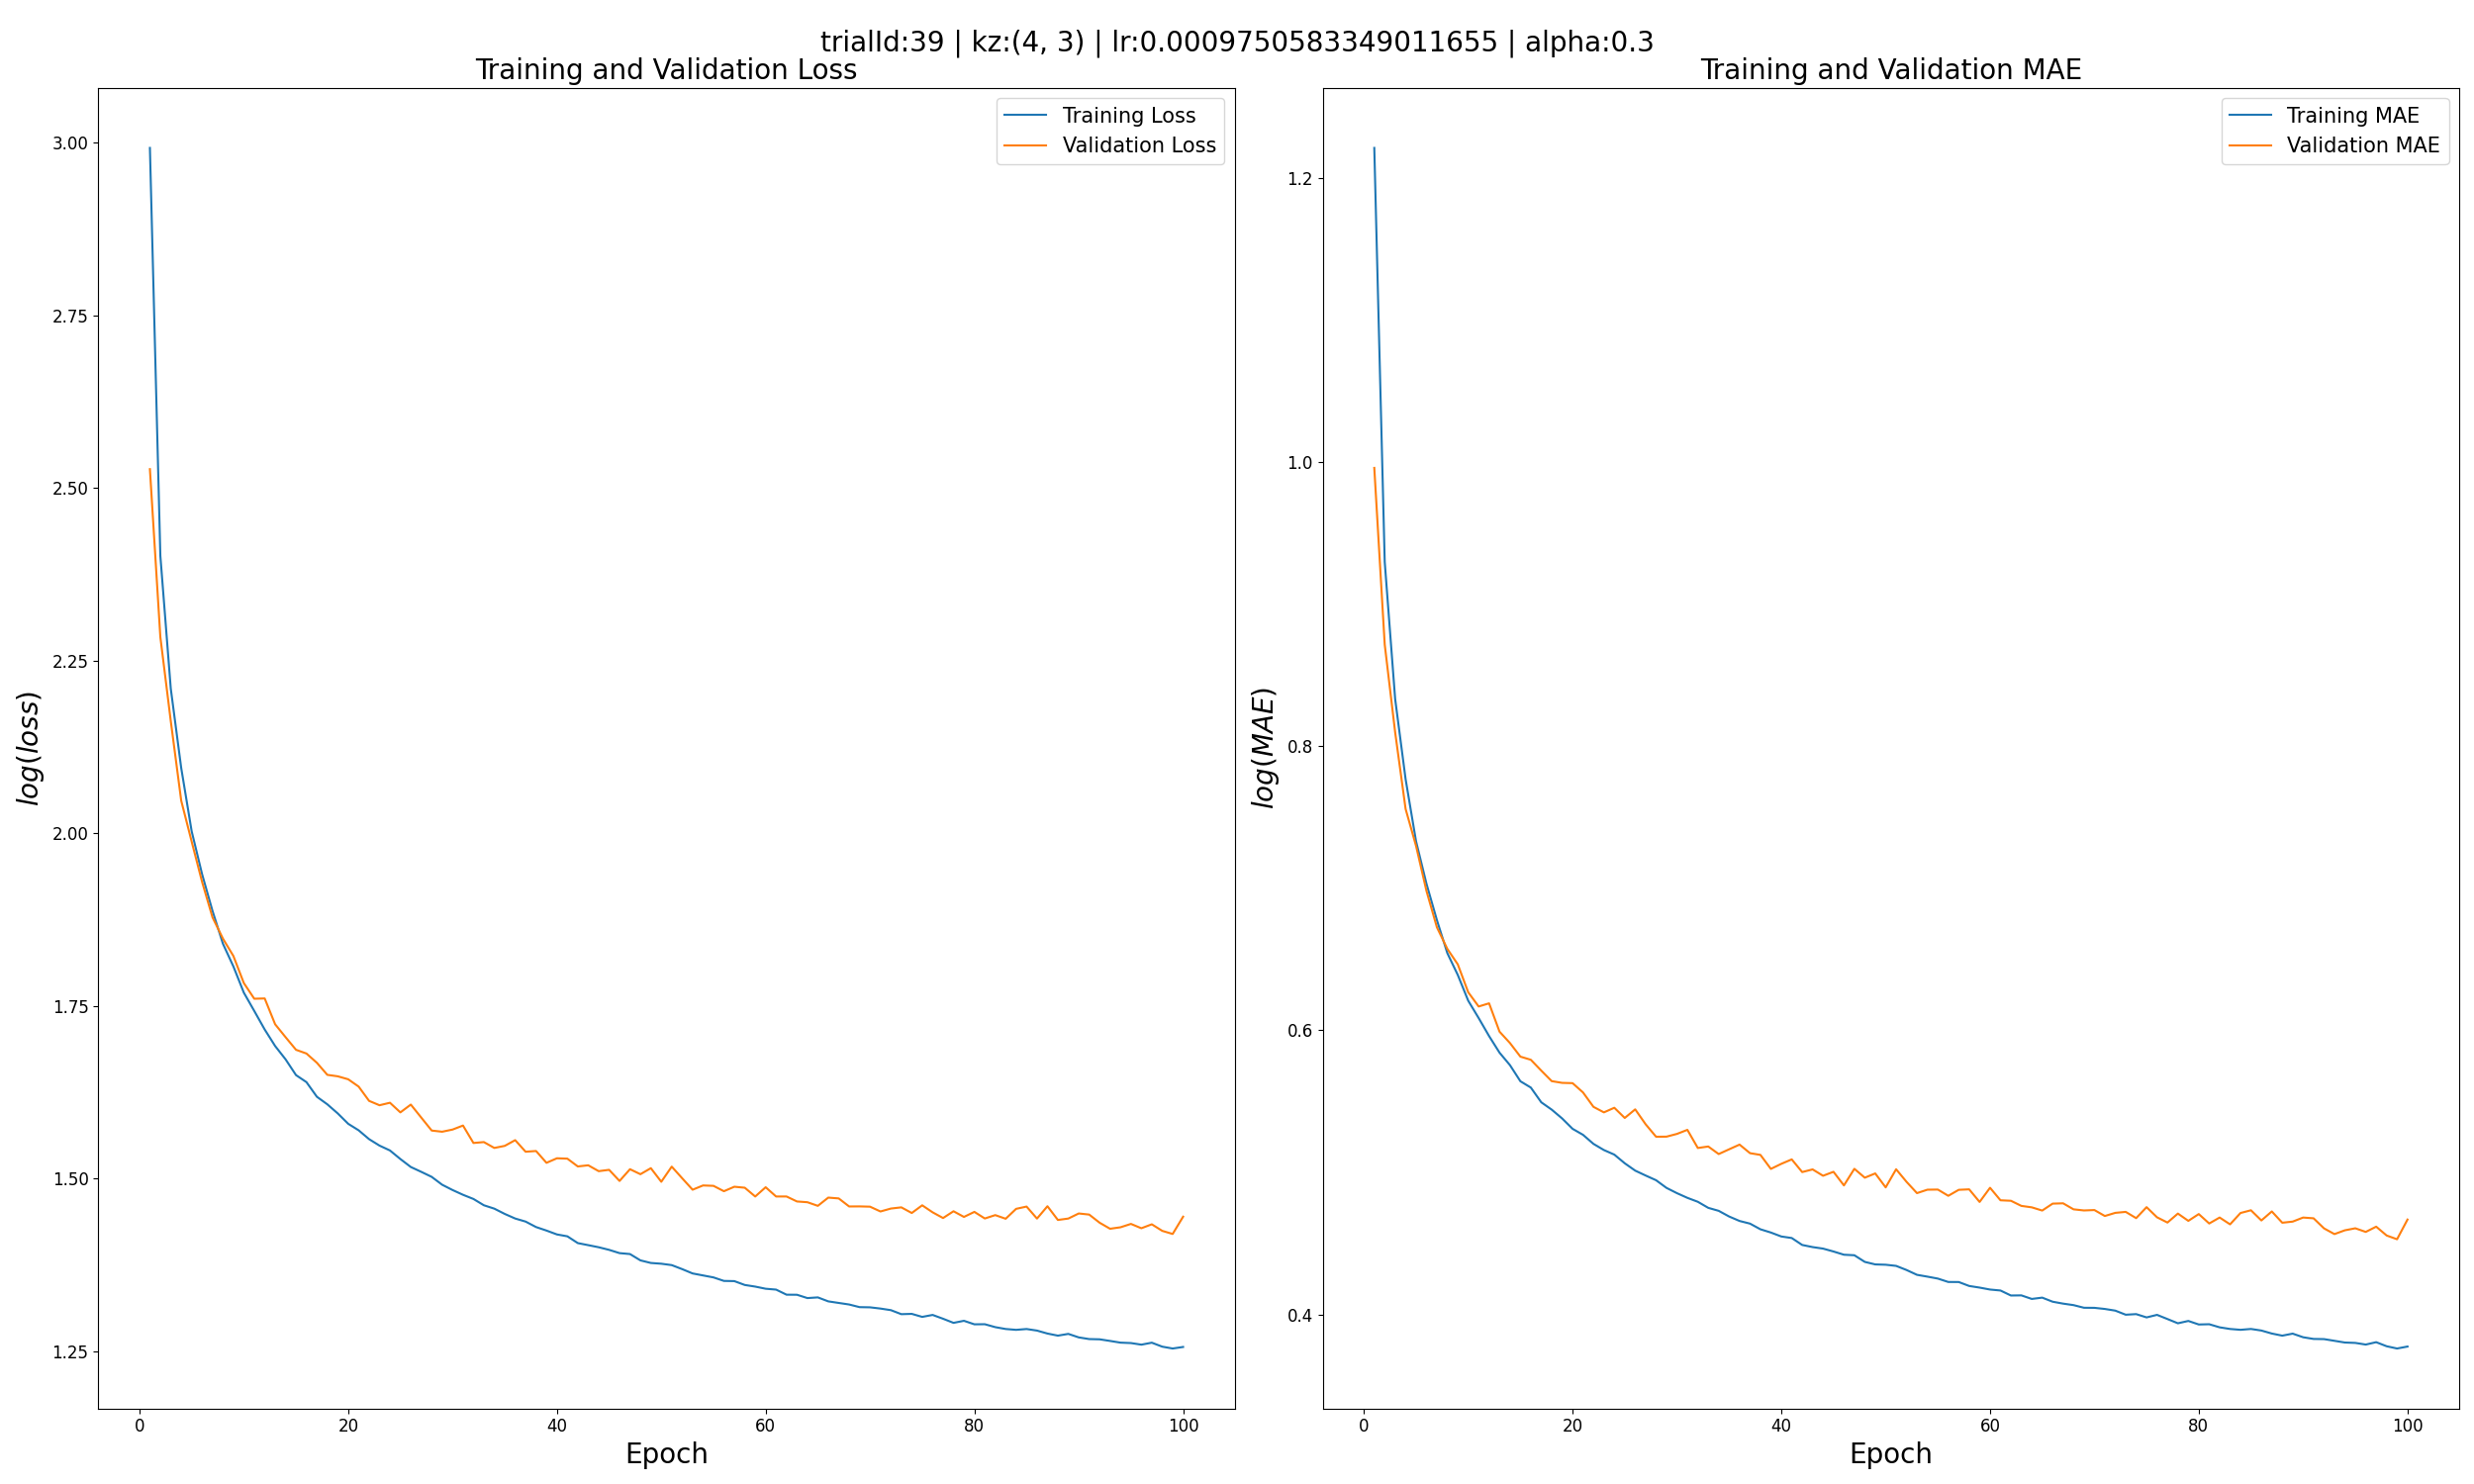 trialId:39 | kz:(4, 3) | lr:0.0009750583349011655 | alpha:0.3
Training and Validation Loss
Training Loss
Validation Loss
3.00
2.75
2.50
2.25
2.00
1.75
1.50
1.25
log(loss)
0 20 40 60 80 100
Epoch
Training and Validation MAE
Training MAE
Validation MAE
1.2
1.0
0.8
0.6
0.4
log(MAE)
0 20 40 60 80 100
Epoch